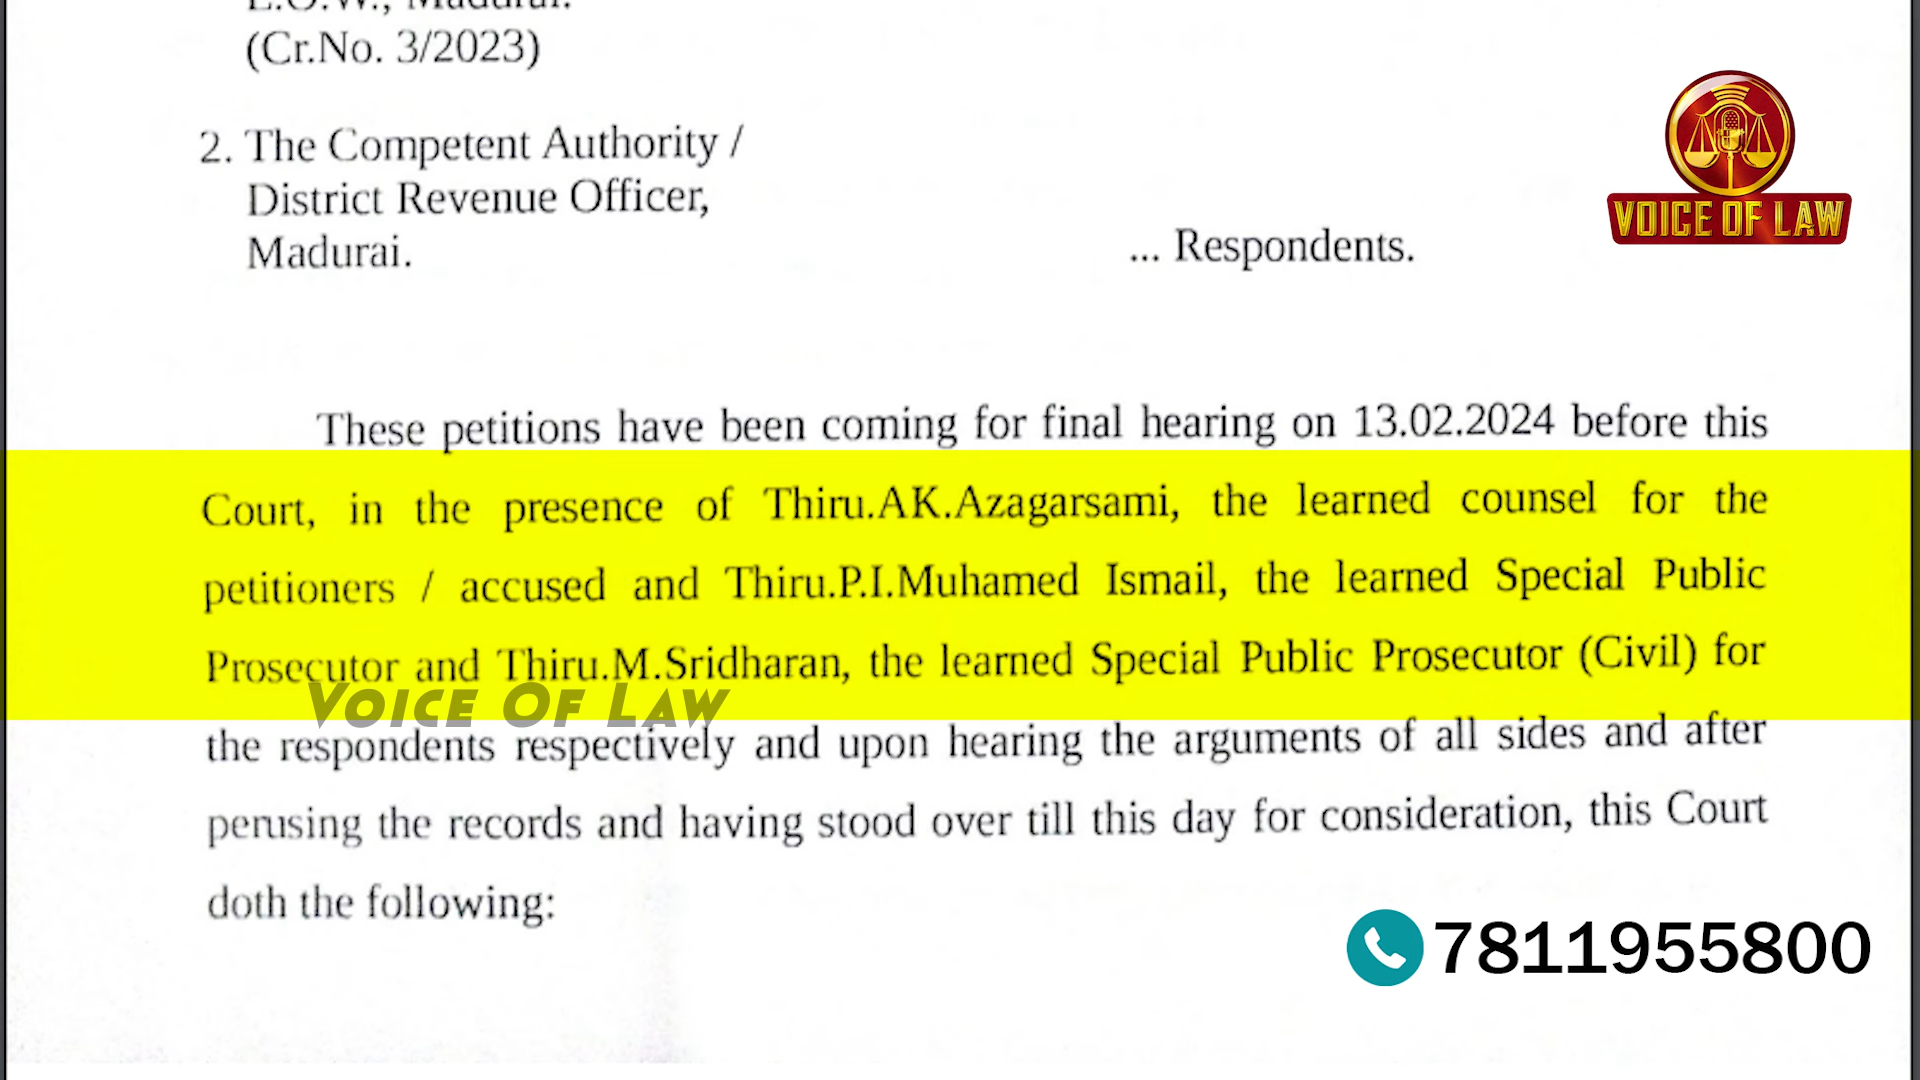 E.O.W., Madurai.
(Cr.No. 3/2023)
2. The Competent Authority /
District Revenue Officer,
Madurai.
... Respondents.
VOICE OF LAW
These petitions have been coming for final hearing on 13.02.2024 before this
Court, in the presence of Thiru.AK.Azagarsami, the learned counsel for the
petitioners / accused and Thiru.P.I.Muhamed Ismail, the learned Special Public
Prosecutor and Thiru.M.Sridharan, the learned Special Public Prosecutor (Civil) for
VOICE OF LAW
the respondents respectively and upon hearing the arguments of all sides and after
perusing the records and having stood over till this day for consideration, this Court
doth the following:
7811955800